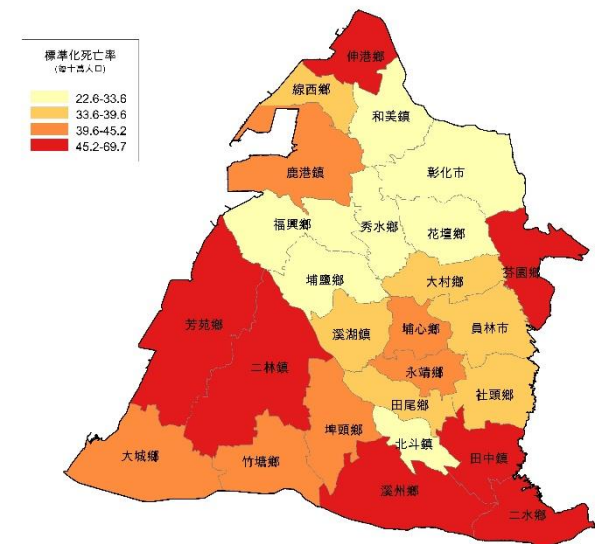 標準化死亡率
(每十萬人口)
22.6-33.6
33.6-39.6
39.6-45.2
45.2-69.7
伸港鄉
線西鄉
和美鎮
鹿港鎮
彰化市
福興鄉
秀水鄉
花壇鄉
芬園鄉
埔鹽鄉
大村鄉
芳苑鄉
溪湖鎮
埔心鄉
員林市
二林鎮
永靖鄉
社頭鄉
田尾鄉
埤頭鄉
北斗鎮
大城鄉
竹塘鄉
田中鎮
溪州鄉
二水鄉